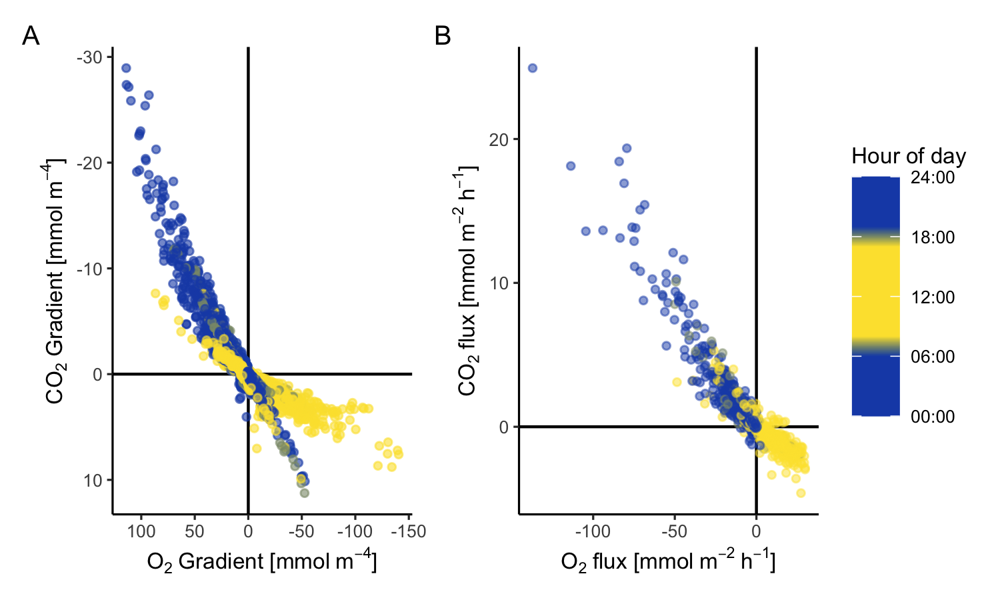 A
B
-30
-20
-10
0
10
CO₂ Gradient [mmol m⁻⁴]
100 50 0 -50 -100 -150
O₂ Gradient [mmol m⁻⁴]
20
10
0
CO₂ flux [mmol m⁻² h⁻¹]
-100 -50 0
O₂ flux [mmol m⁻² h⁻¹]
Hour of day
24:00
18:00
12:00
06:00
00:00